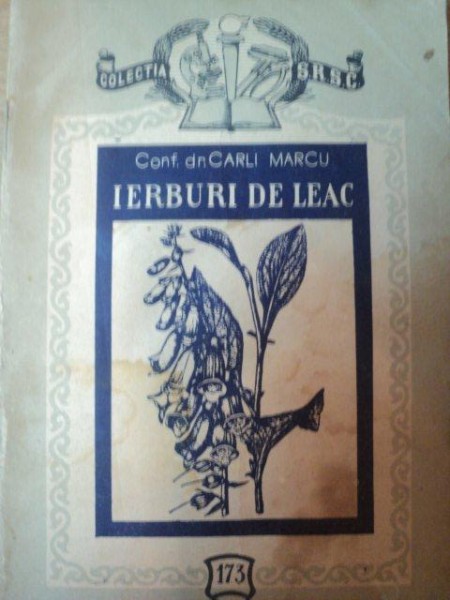 COLECTIA S.R.S.C.
Conf. dr. CARLI MARCU
IERBURI DE LEAC
173